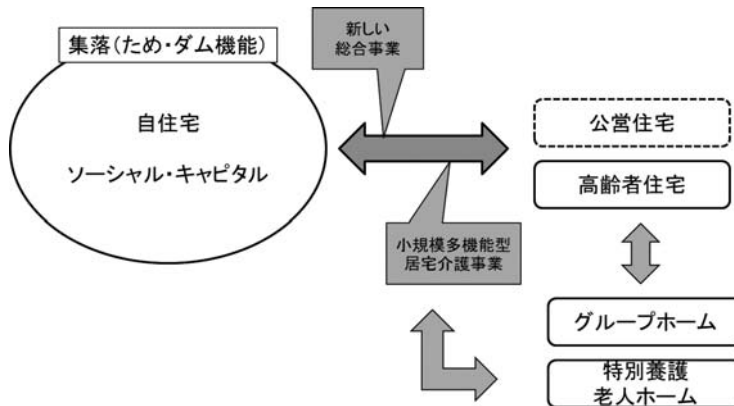 集落(ため・ダム機能)
自住宅
ソーシャル・キャピタル
新しい
総合事業
小規模多機能型
居宅介護事業
公営住宅
高齢者住宅
グループホーム
特別養護
老人ホーム